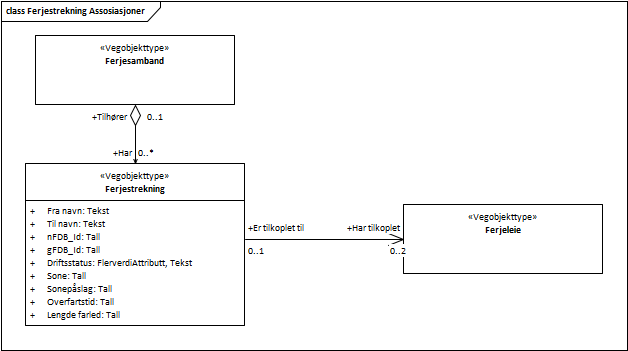 class Ferjestrekning Assosiasjoner
«Vegobjekttype»
Ferjesamband
+Tilhører 0..1
+Har 0..*
«Vegobjekttype»
Ferjestrekning
+ Fra navn: Tekst
+ Til navn: Tekst
+ nFDB_Id: Tall
+ gFDB_Id: Tall
+ Driftsstatus: FlerverdiAttributt, Tekst
+ Sone: Tall
+ Sonepåslag: Tall
+ Overfartstid: Tall
+ Lengde farled: Tall
+Er tilkoplet til +Har tilkoplet
0..1 0..2
«Vegobjekttype»
Ferjeleie